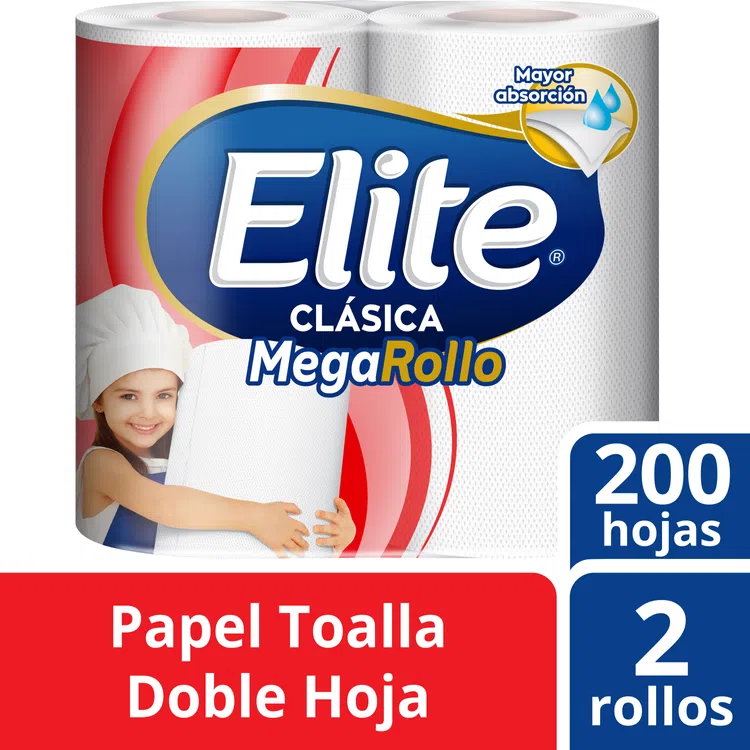 Mayor
absorción
Elite®
CLÁSICA
MegaRollo
200
hojas
Papel Toalla
Doble Hoja
2
rollos